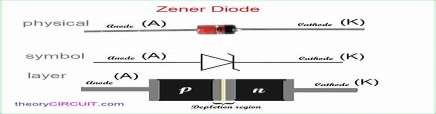 Zener Diode
physical Anode (A) Cathode (K)
symbol Anode (A) Cathode (K)
layer Anode (A) p n Cathode (K)
Depletion region
theoryCIRCUIT.com